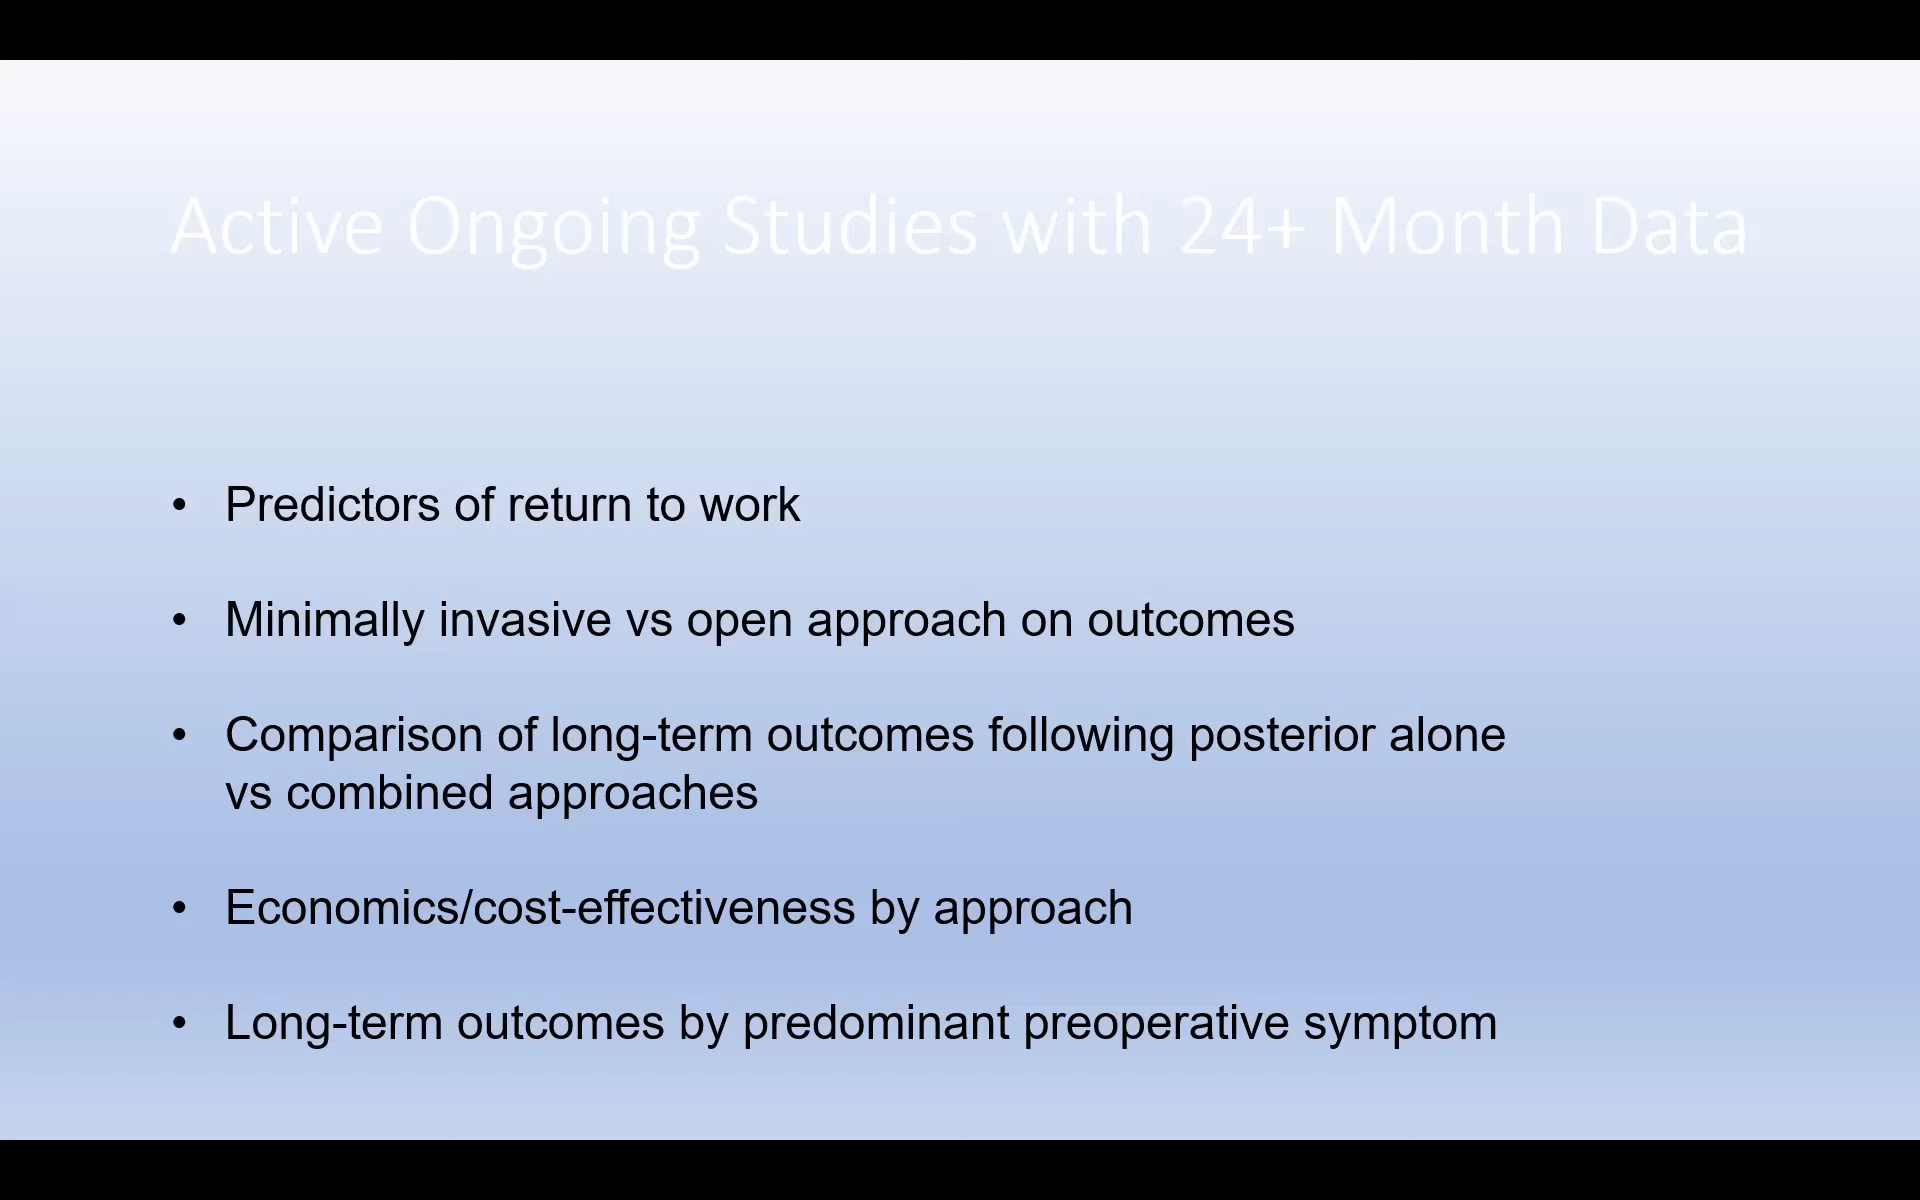 Active Ongoing Studies with 24+ Month Data
• Predictors of return to work
• Minimally invasive vs open approach on outcomes
• Comparison of long-term outcomes following posterior alone
vs combined approaches
• Economics/cost-effectiveness by approach
• Long-term outcomes by predominant preoperative symptom